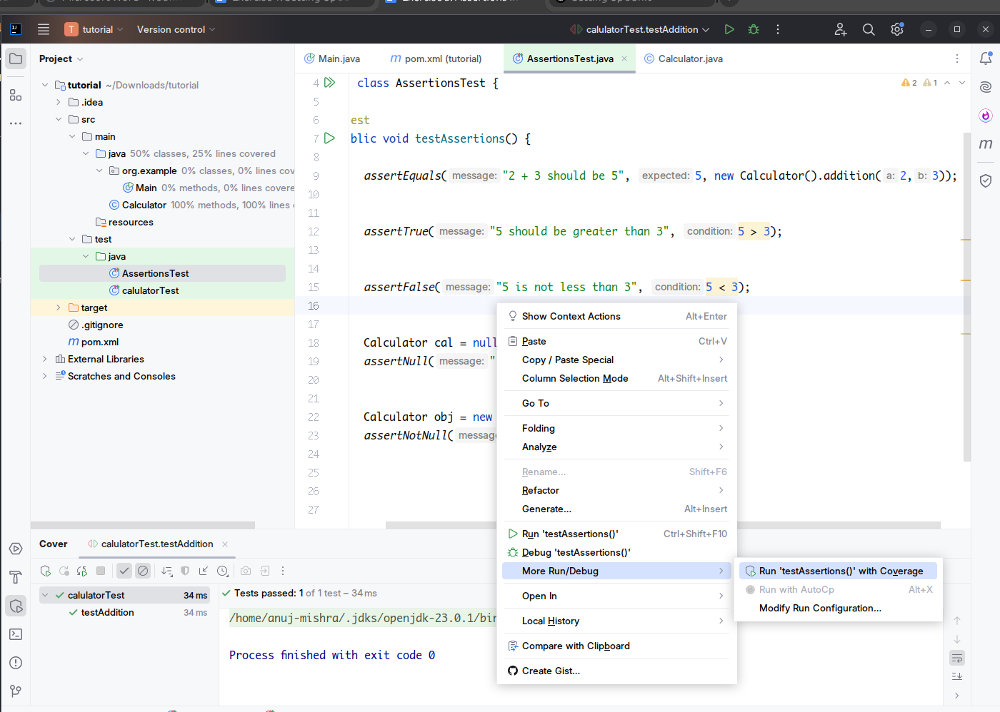 T tutorial
Version control
calulatorTest.testAddition
Project
Main.java
m pom.xml (tutorial)
AssertionsTest.java
Calculator.java
tutorial ~/Downloads/tutorial
.idea
src
main
java 50% classes, 25% lines covered
org.example 0% classes, 0% lines cov
Main 0% methods, 0% lines covere
Calculator 100% methods, 100% lines
resources
test
java
AssertionsTest
calulatorTest
target
.gitignore
m pom.xml
External Libraries
Scratches and Consoles
4 class AssertionsTest {
2 1
5
6 est
7 blic void testAssertions() {
8
9 assertEquals( message: "2 + 3 should be 5", expected: 5, new Calculator().addition( a: 2, b: 3));
10
11
12 assertTrue( message: "5 should be greater than 3", condition: 5 > 3);
13
14
15 assertFalse( message: "5 is not less than 3", condition: 5 < 3);
16
17
18 Calculator cal = null
19 assertNull( message: "
20
21
22 Calculator obj = new
23 assertNotNull( message
24
25
26
27
Show Context Actions Alt+Enter
Paste Ctrl+V
Copy / Paste Special
Column Selection Mode Alt+Shift+Insert
Go To
Folding
Analyze
Rename... Shift+F6
Refactor
Generate... Alt+Insert
Run 'testAssertions()' Ctrl+Shift+F10
Debug 'testAssertions()'
More Run/Debug
Open In
Local History
Compare with Clipboard
Create Gist...
Run 'testAssertions()' with Coverage
Run with AutoCp Alt+X
Modify Run Configuration...
Cover
calulatorTest.testAddition
calulatorTest 34 ms
testAddition 34 ms
Tests passed: 1 of 1 test – 34 ms
/home/anuj-mishra/.jdks/openjdk-23.0.1/bin
Process finished with exit code 0